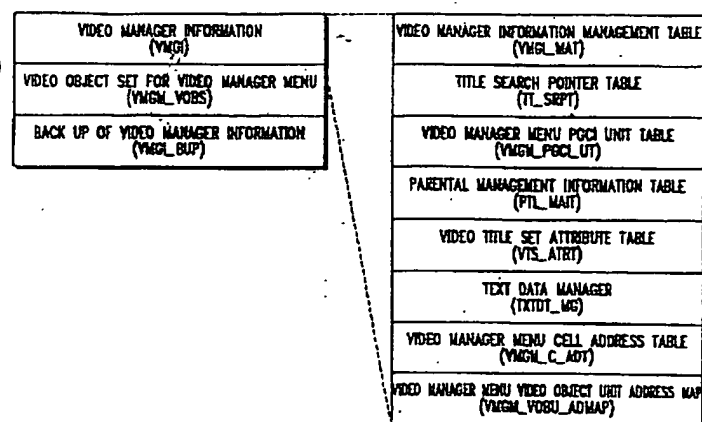 VIDEO MANAGER INFORMATION
(VMGI)
VIDEO OBJECT SET FOR VIDEO MANAGER MENU
(VMGM_VOBS)
BACK UP OF VIDEO MANAGER INFORMATION
(VMGI_BUP)
VIDEO MANAGER INFORMATION MANAGEMENT TABLE
(VMGI_MAT)
TITLE SEARCH POINTER TABLE
(TT_SRPT)
VIDEO MANAGER MENU PGCI UNIT TABLE
(VMGM_PGCI_UT)
PARENTAL MANAGEMENT INFORMATION TABLE
(PTL_MAIT)
VIDEO TITLE SET ATTRIBUTE TABLE
(VTS_ATRT)
TEXT DATA MANAGER
(TXTDT_MG)
VIDEO MANAGER MENU CELL ADDRESS TABLE
(VMGM_C_ADT)
VIDEO MANAGER MENU VIDEO OBJECT UNIT ADDRESS MAP
(VMGM_VOBU_ADMAP)